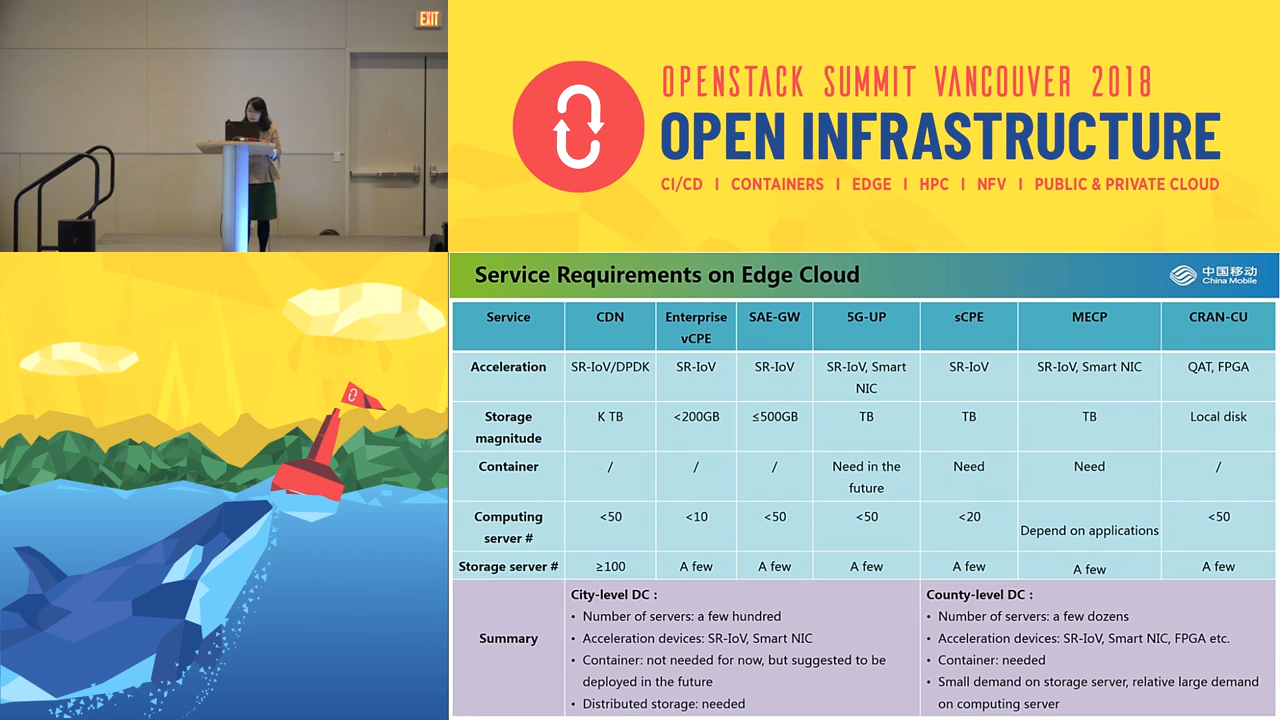 EXIT
OPENSTACK SUMMIT VANCOUVER 2018
OPEN INFRASTRUCTURE
CI/CD | CONTAINERS | EDGE | HPC | NFV | PUBLIC & PRIVATE CLOUD
Service Requirements on Edge Cloud
中国移动
China Mobile
Service CDN Enterprise vCPE SAE-GW 5G-UP sCPE MECP CRAN-CU
Acceleration SR-IoV/DPDK SR-IoV SR-IoV SR-IoV, Smart NIC SR-IoV SR-IoV, Smart NIC QAT, FPGA
Storage magnitude K TB <200GB ≤500GB TB TB TB Local disk
Container / / / Need in the future Need Need /
Computing server # <50 <10 <50 <50 <20 Depend on applications <50
Storage server # ≥100 A few A few A few A few A few A few
Summary
City-level DC :
• Number of servers: a few hundred
• Acceleration devices: SR-IoV, Smart NIC
• Container: not needed for now, but suggested to be
deployed in the future
• Distributed storage: needed
County-level DC :
• Number of servers: a few dozens
• Acceleration devices: SR-IoV, Smart NIC, FPGA etc.
• Container: needed
• Small demand on storage server, relative large demand
on computing server